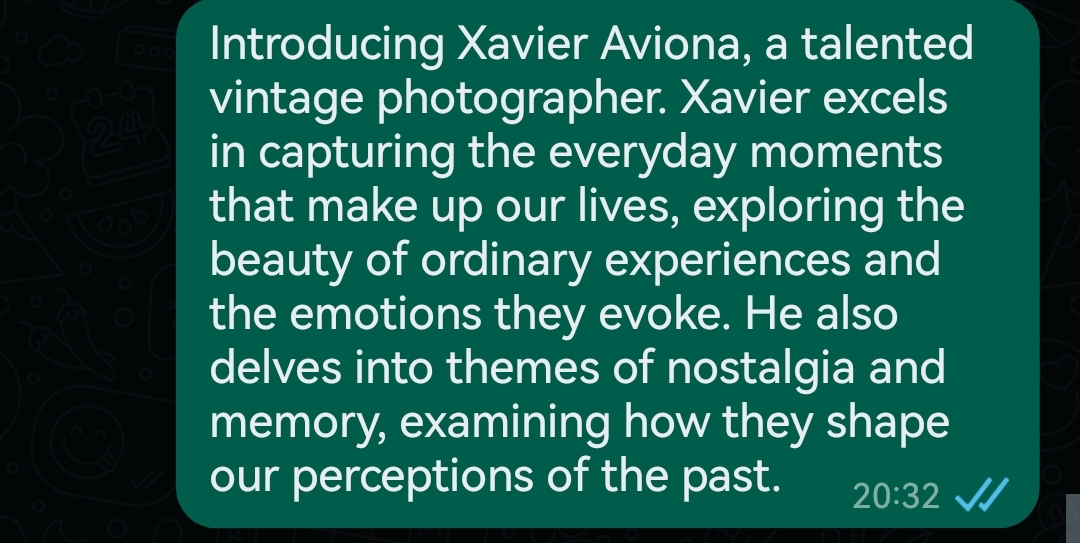 Introducing Xavier Aviona, a talented
vintage photographer. Xavier excels
in capturing the everyday moments
that make up our lives, exploring the
beauty of ordinary experiences and
the emotions they evoke. He also
delves into themes of nostalgia and
memory, examining how they shape
our perceptions of the past.
20:32
24